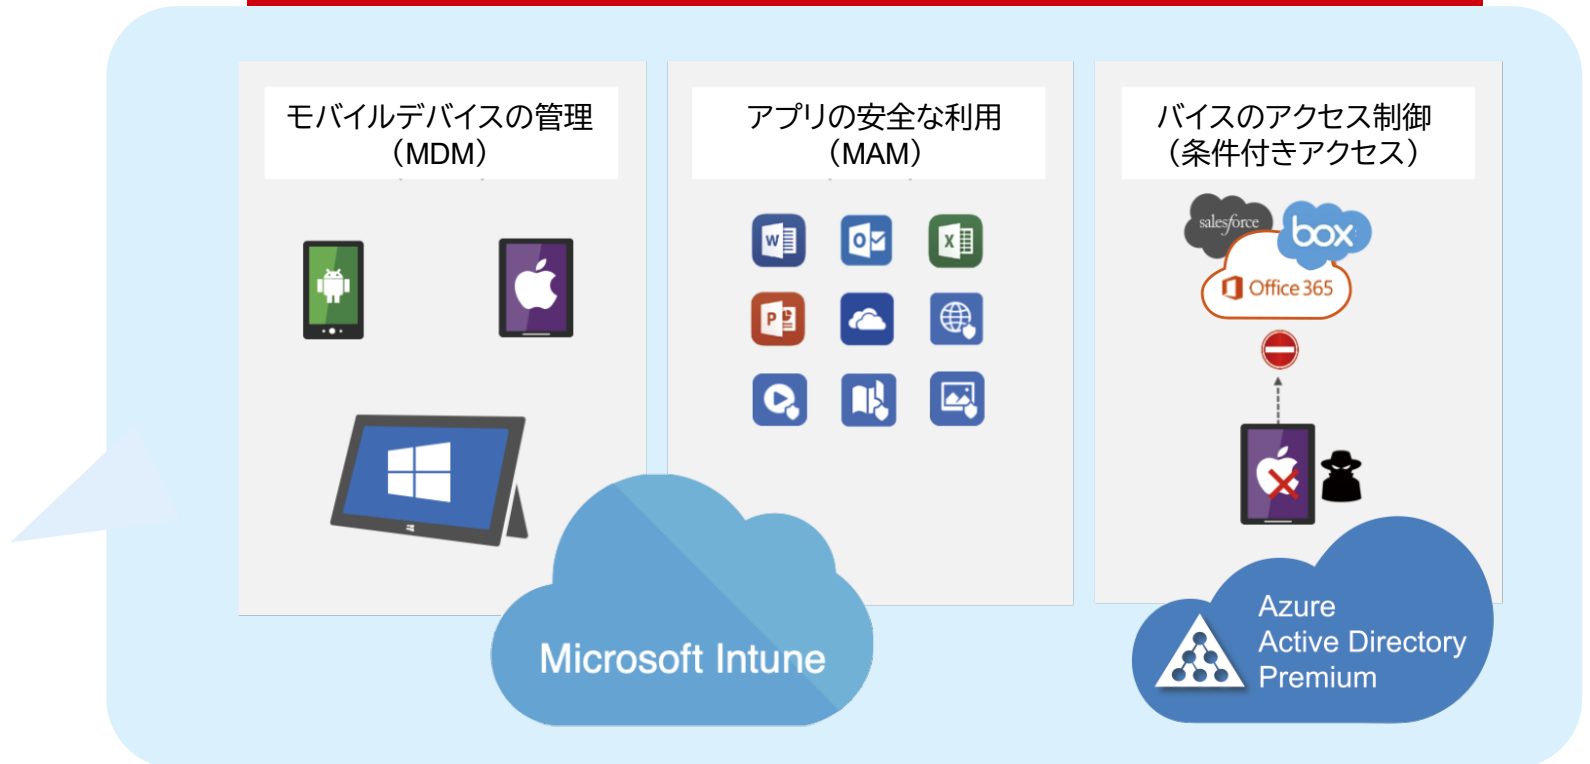 モバイルデバイスの管理
（MDM）
アプリの安全な利用
（MAM）
バイスのアクセス制御
（条件付きアクセス）
W
O
X
P
salesforce
box
Office 365
Microsoft Intune
Azure
Active Directory
Premium